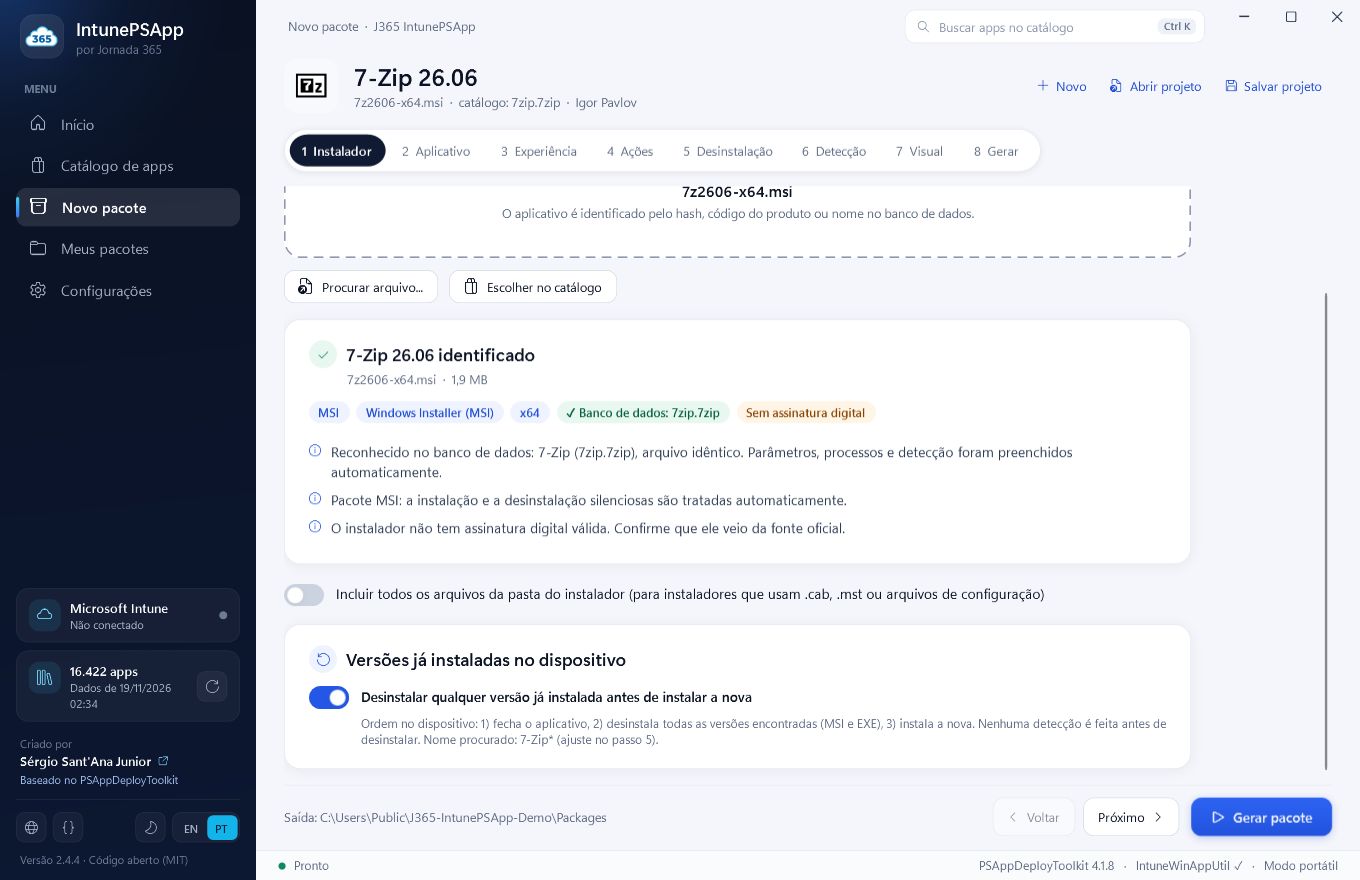 365
IntunePSApp
por Jornada 365
MENU
Início
Catálogo de apps
Novo pacote
Meus pacotes
Configurações
Microsoft Intune
Não conectado
16.422 apps
Dados de 19/11/2026
02:34
Criado por
Sérgio Sant'Ana Junior
Baseado no PSAppDeployToolkit
{}
EN
PT
Versão 2.4.4 · Código aberto (MIT)
Novo pacote · J365 IntunePSApp
Buscar apps no catálogo
Ctrl K
7z
7-Zip 26.06
7z2606-x64.msi · catálogo: 7zip.7zip · Igor Pavlov
Novo
Abrir projeto
Salvar projeto
1 Instalador
2 Aplicativo
3 Experiência
4 Ações
5 Desinstalação
6 Detecção
7 Visual
8 Gerar
7z2606-x64.msi
O aplicativo é identificado pelo hash, código do produto ou nome no banco de dados.
Procurar arquivo...
Escolher no catálogo
7-Zip 26.06 identificado
7z2606-x64.msi · 1,9 MB
MSI
Windows Installer (MSI)
x64
✓ Banco de dados: 7zip.7zip
Sem assinatura digital
Reconhecido no banco de dados: 7-Zip (7zip.7zip), arquivo idêntico. Parâmetros, processos e detecção foram preenchidos
automaticamente.
Pacote MSI: a instalação e a desinstalação silenciosas são tratadas automaticamente.
O instalador não tem assinatura digital válida. Confirme que ele veio da fonte oficial.
Incluir todos os arquivos da pasta do instalador (para instaladores que usam .cab, .mst ou arquivos de configuração)
Versões já instaladas no dispositivo
Desinstalar qualquer versão já instalada antes de instalar a nova
Ordem no dispositivo: 1) fecha o aplicativo, 2) desinstala todas as versões encontradas (MSI e EXE), 3) instala a nova. Nenhuma detecção é feita antes de
desinstalar. Nome procurado: 7-Zip* (ajuste no passo 5).
Saída: C:\Users\Public\J365-IntunePSApp-Demo\Packages
Voltar
Próximo
Gerar pacote
Pronto
PSAppDeployToolkit 4.1.8 · IntuneWinAppUtil ✓ · Modo portátil